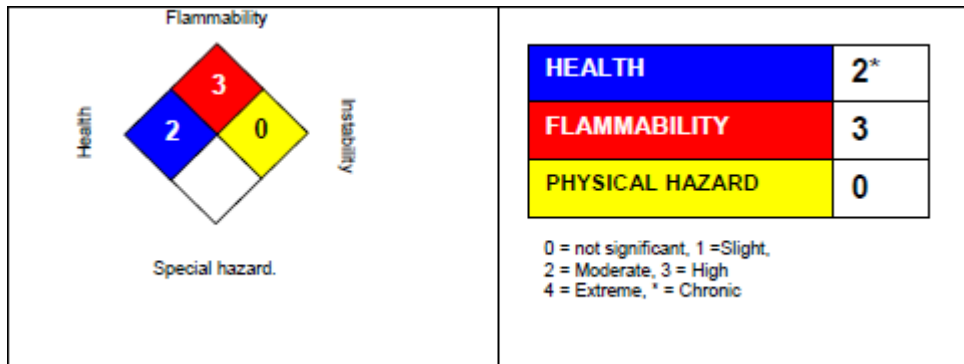 Flammability
3
Health
2
0
Instability
Special hazard.
HEALTH 2*
FLAMMABILITY 3
PHYSICAL HAZARD 0
0 = not significant, 1 =Slight,
2 = Moderate, 3 = High
4 = Extreme, * = Chronic